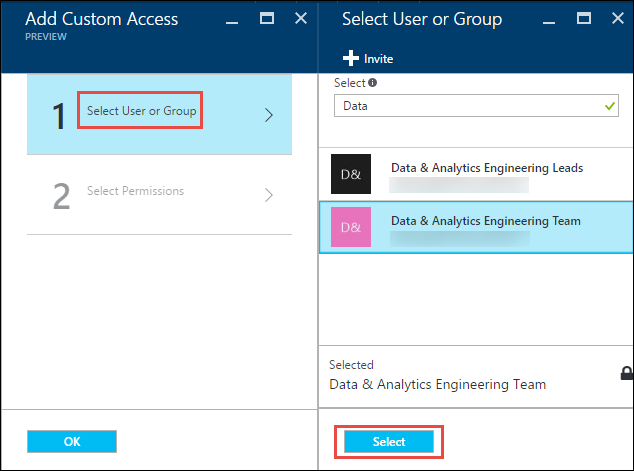 Add Custom Access
PREVIEW
1 Select User or Group
2 Select Permissions
OK
Select User or Group
Invite
Select
Data
D& Data & Analytics Engineering Leads
D& Data & Analytics Engineering Team
Selected
Data & Analytics Engineering Team
Select